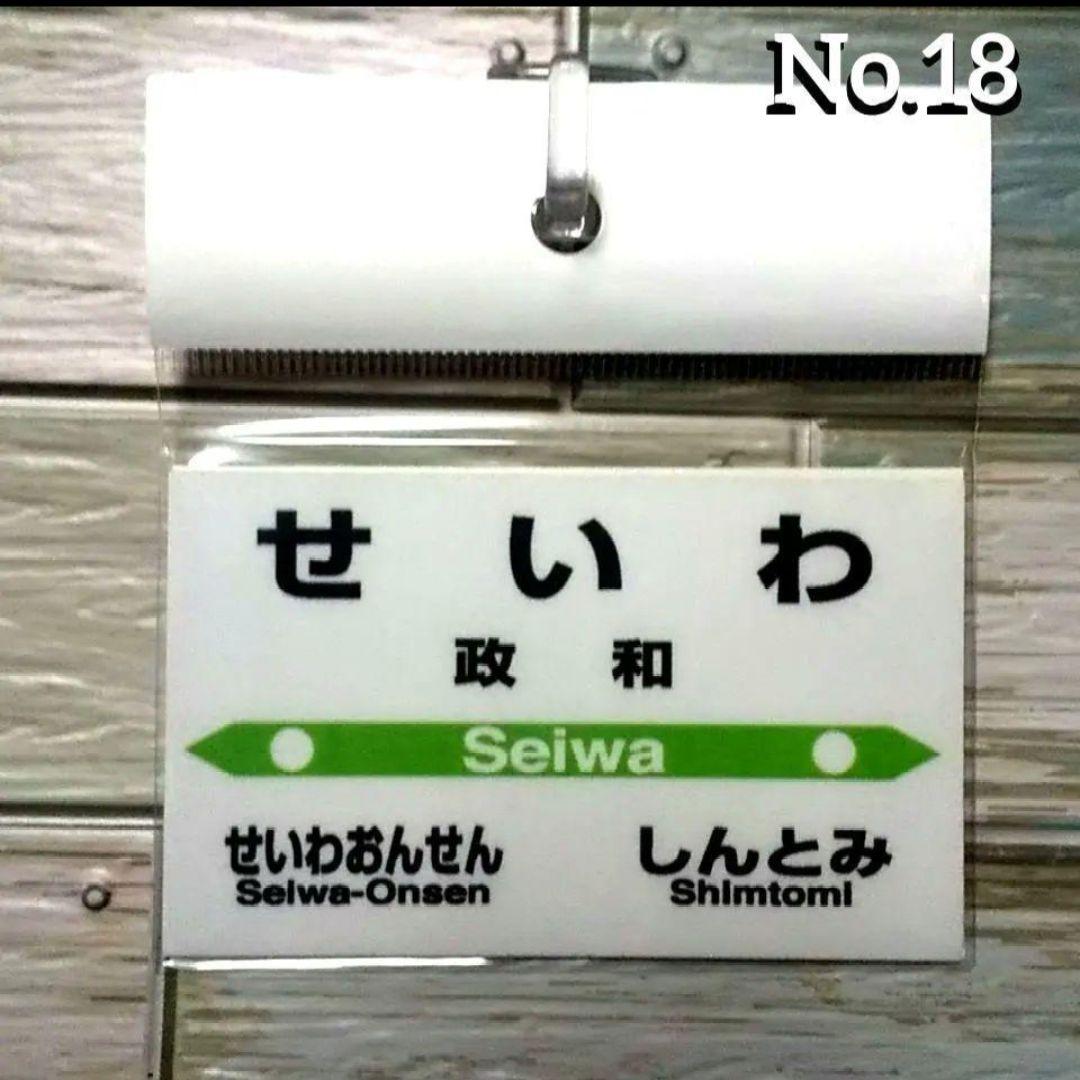 No.18
せいわ
政和
Seiwa
せいわおんせん しんとみ
Seiwa-Onsen Shimtomi